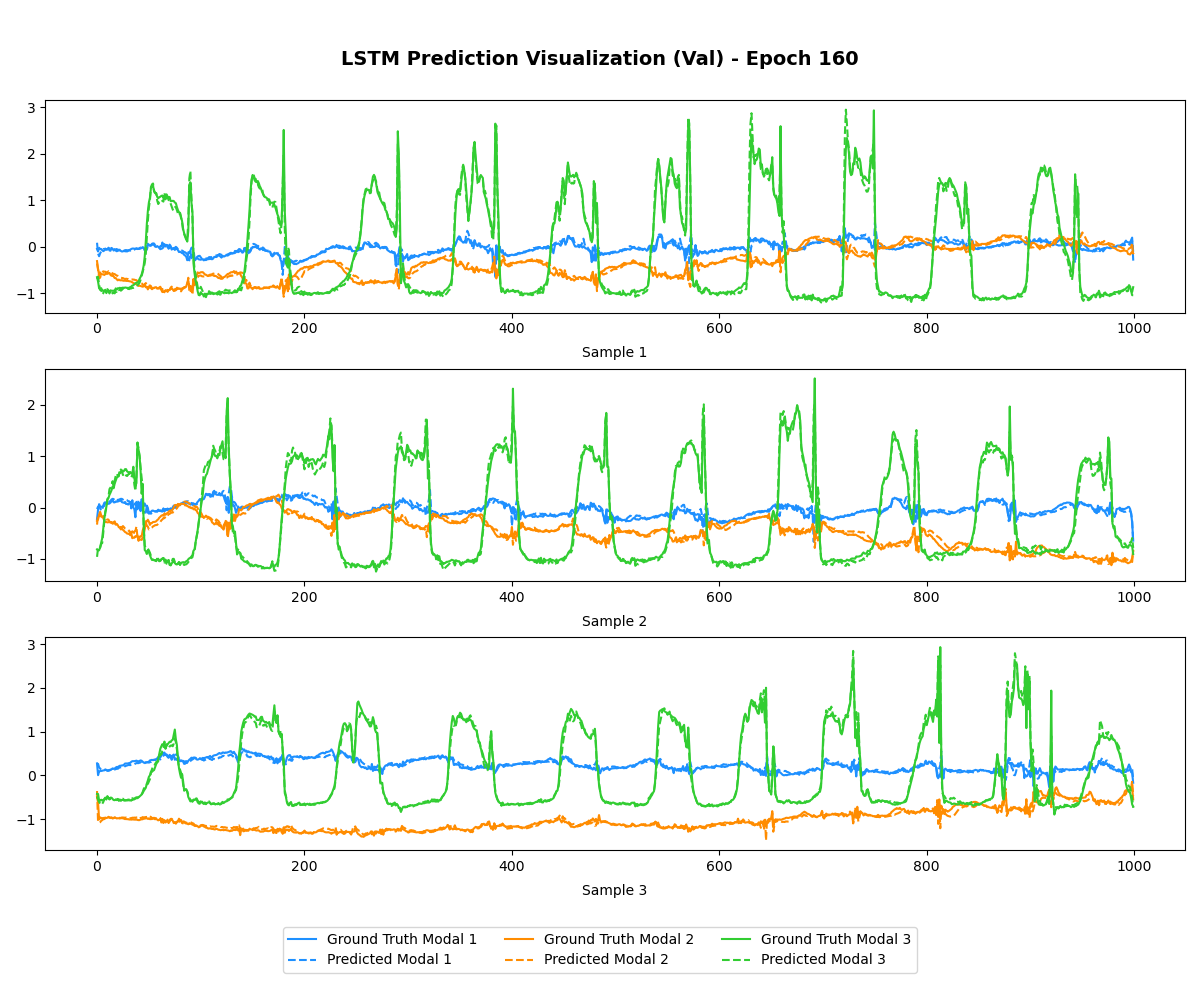 LSTM Prediction Visualization (Val) - Epoch 160
3
2
1
0
−1
0 200 400 600 800 1000
Sample 1
2
1
0
−1
0 200 400 600 800 1000
Sample 2
3
2
1
0
−1
0 200 400 600 800 1000
Sample 3
Ground Truth Modal 1 Ground Truth Modal 2 Ground Truth Modal 3
Predicted Modal 1 Predicted Modal 2 Predicted Modal 3